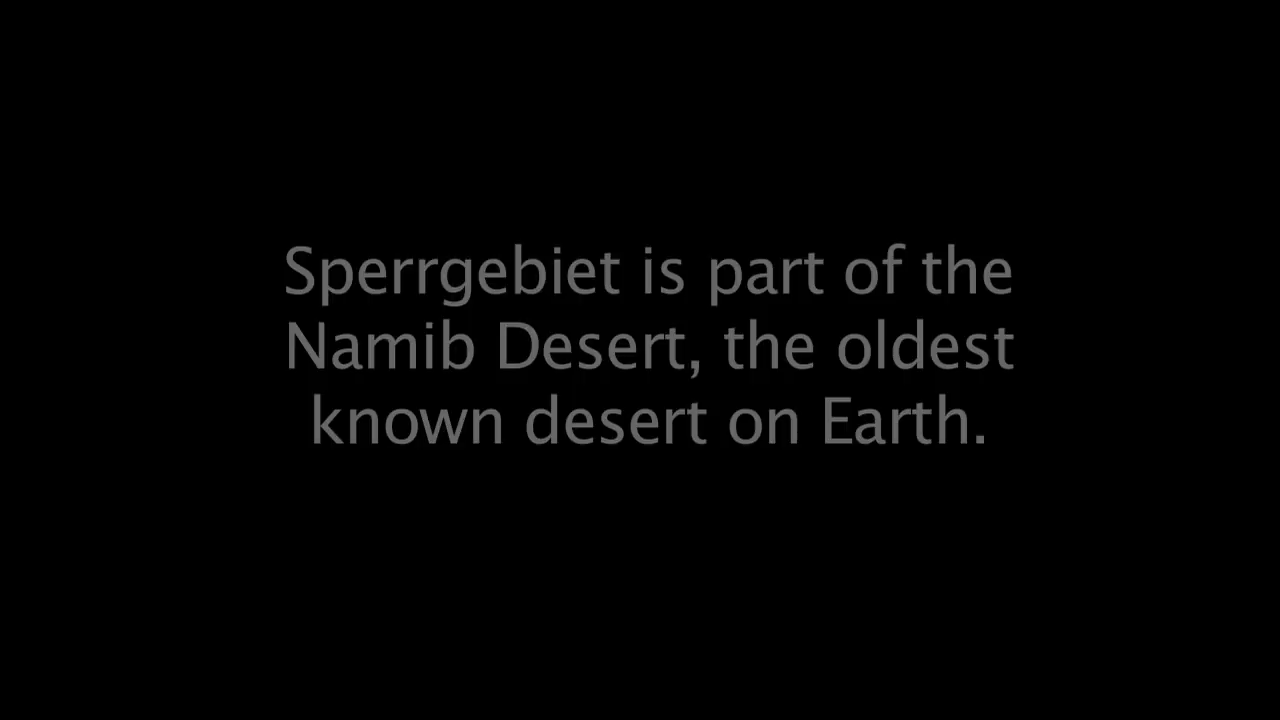 Sperrgebiet is part of the
Namib Desert, the oldest
known desert on Earth.